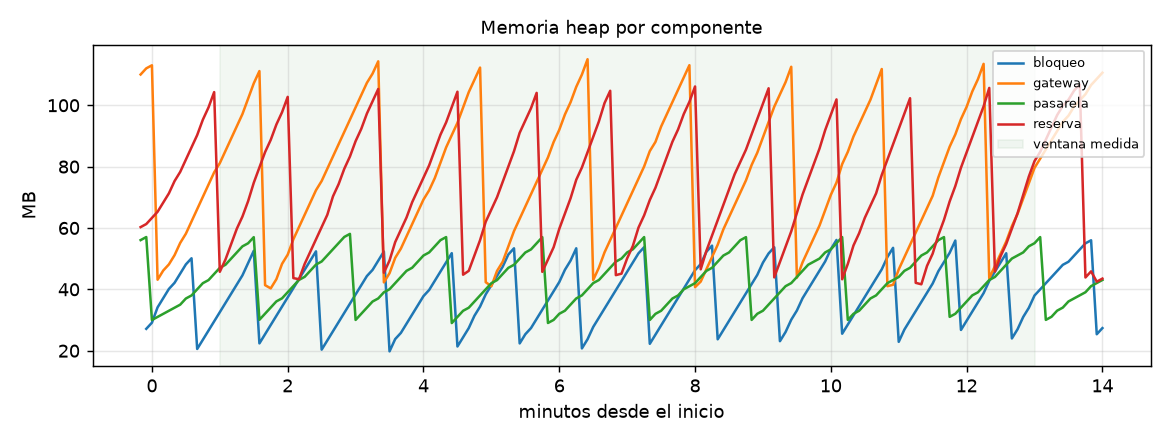 Memoria heap por componente
MB
100
80
60
40
20
0 2 4 6 8 10 12 14
minutos desde el inicio
bloqueo
gateway
pasarela
reserva
ventana medida